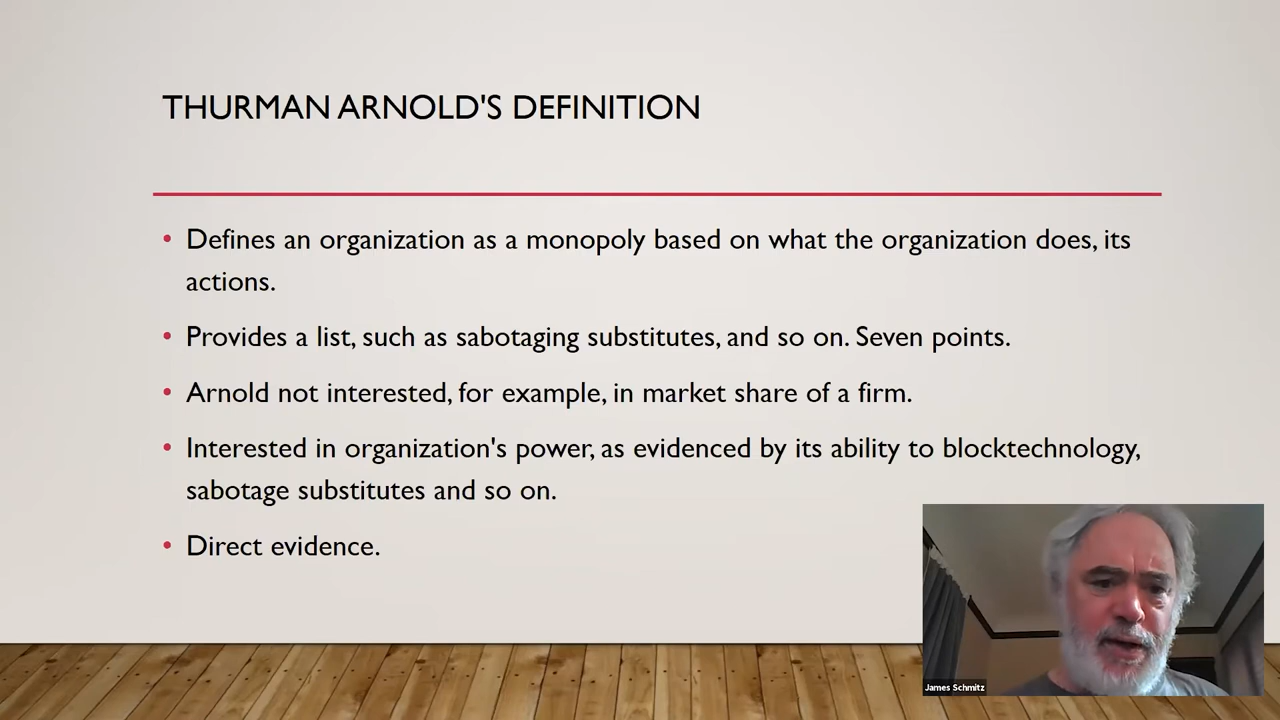 THURMAN ARNOLD'S DEFINITION
• Defines an organization as a monopoly based on what the organization does, its
actions.
• Provides a list, such as sabotaging substitutes, and so on. Seven points.
• Arnold not interested, for example, in market share of a firm.
• Interested in organization's power, as evidenced by its ability to blocktechnology,
sabotage substitutes and so on.
• Direct evidence.
James Schmitz